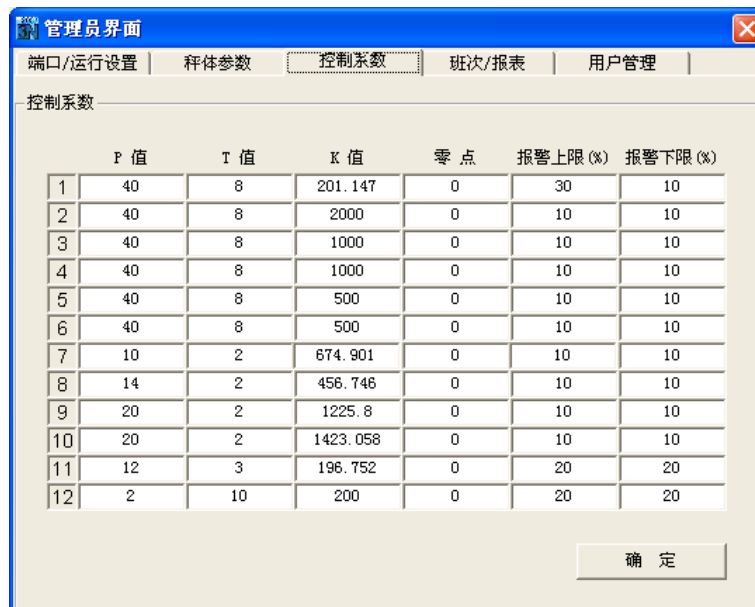 管理员界面
端口/运行设置 秤体参数 控制系数 班次/报表 用户管理
控制系数
P 值 T 值 K 值 零 点 报警上限(%) 报警下限(%)
1 40 8 201.147 0 30 10
2 40 8 2000 0 10 10
3 40 8 1000 0 10 10
4 40 8 1000 0 10 10
5 40 8 500 0 10 10
6 40 8 500 0 10 10
7 10 2 674.901 0 10 10
8 14 2 456.746 0 10 10
9 20 2 1225.8 0 10 10
10 20 2 1423.058 0 10 10
11 12 3 196.752 0 20 20
12 2 10 200 0 20 20
确 定